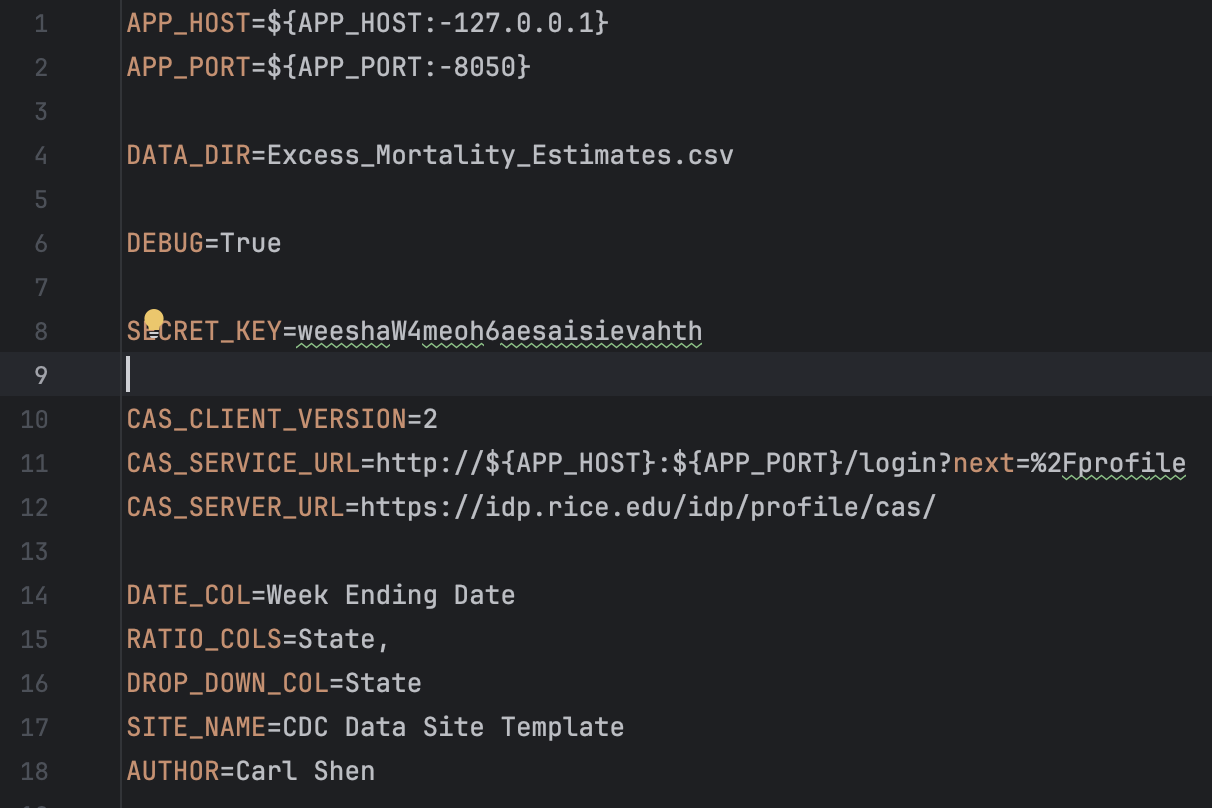 1 APP_HOST=${APP_HOST:-127.0.0.1}
2 APP_PORT=${APP_PORT:-8050}
3
4 DATA_DIR=Excess_Mortality_Estimates.csv
5
6 DEBUG=True
7
8 SECRET_KEY=weeshaW4meoh6aesaisievahth
9
10 CAS_CLIENT_VERSION=2
11 CAS_SERVICE_URL=http://${APP_HOST}:${APP_PORT}/login?next=%2Fprofile
12 CAS_SERVER_URL=https://idp.rice.edu/idp/profile/cas/
13
14 DATE_COL=Week Ending Date
15 RATIO_COLS=State,
16 DROP_DOWN_COL=State
17 SITE_NAME=CDC Data Site Template
18 AUTHOR=Carl Shen